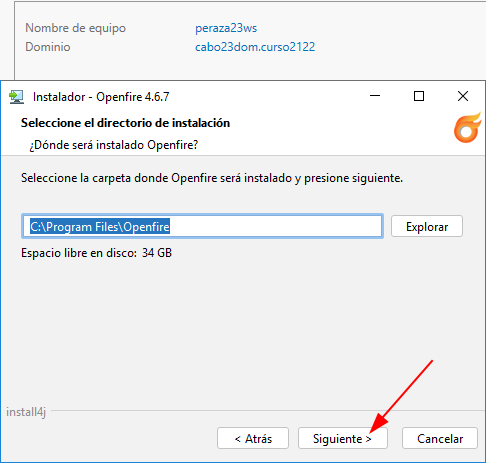 Nombre de equipo peraza23ws
Dominio cabo23dom.curso2122
Instalador - Openfire 4.6.7
Seleccione el directorio de instalación
¿Dónde será instalado Openfire?
Seleccione la carpeta donde Openfire será instalado y presione siguiente.
C:\Program Files\Openfire Explorar
Espacio libre en disco: 34 GB
install4j
< Atrás Siguiente > Cancelar